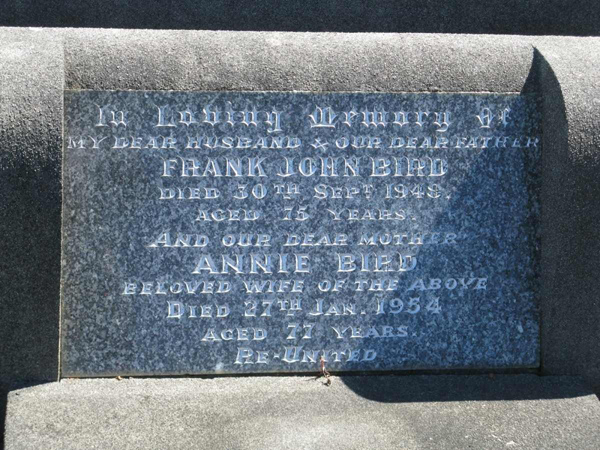 In Loving Memory Of
MY DEAR HUSBAND & OUR DEAR FATHER
FRANK JOHN BIRD
DIED 30TH SEPT. 1948.
AGED 75 YEARS.
AND OUR DEAR MOTHER
ANNIE BIRD
BELOVED WIFE OF THE ABOVE
DIED 27TH JAN. 1954
AGED 77 YEARS.
RE-UNITED